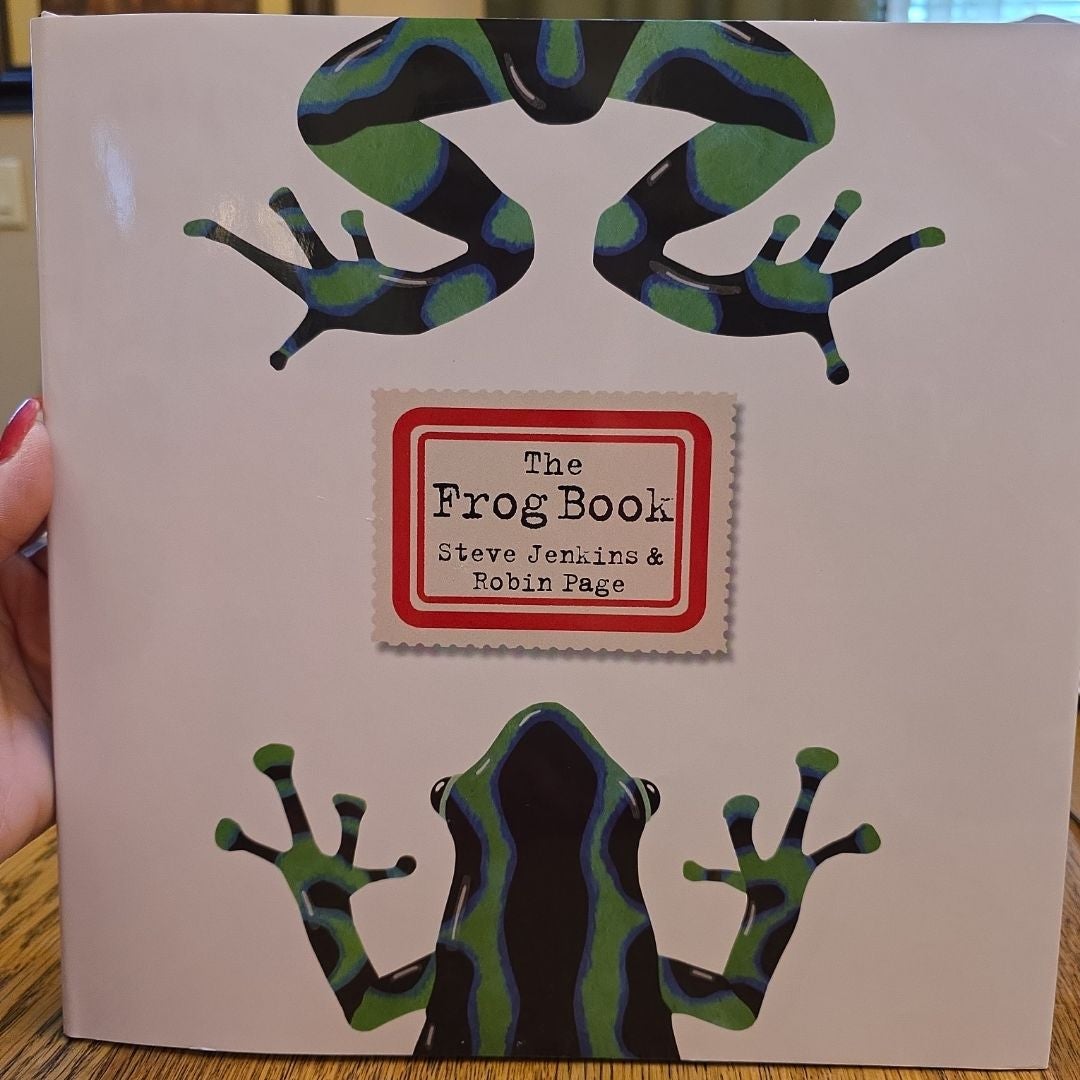 The
Frog Book
Steve Jenkins &
Robin Page